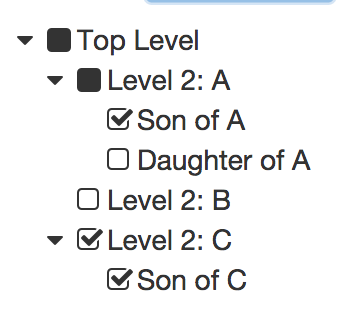 Top Level
Level 2: A
Son of A
Daughter of A
Level 2: B
Level 2: C
Son of C